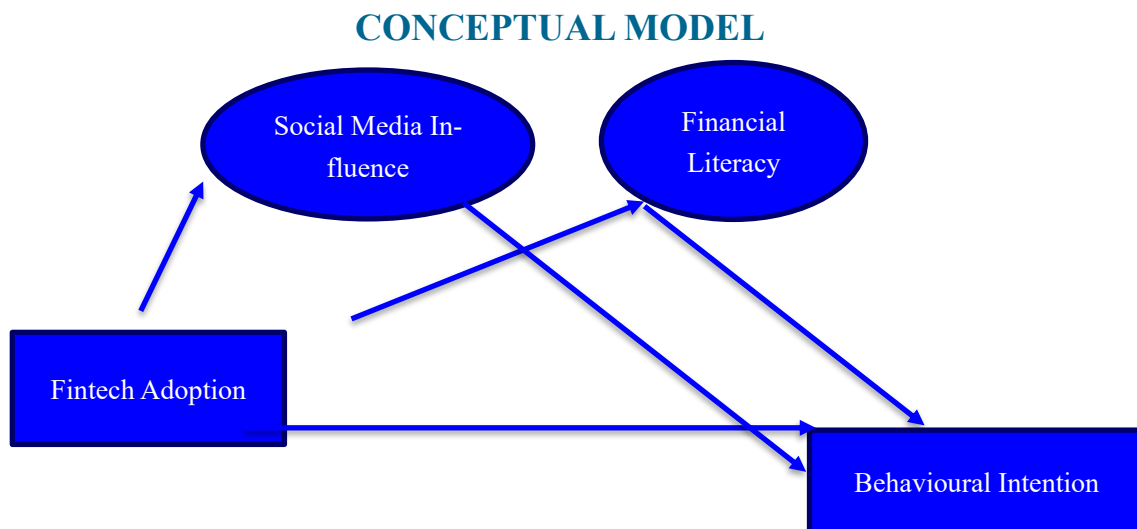 CONCEPTUAL MODEL
Social Media In-
fluence
Financial
Literacy
Fintech Adoption
Behavioural Intention